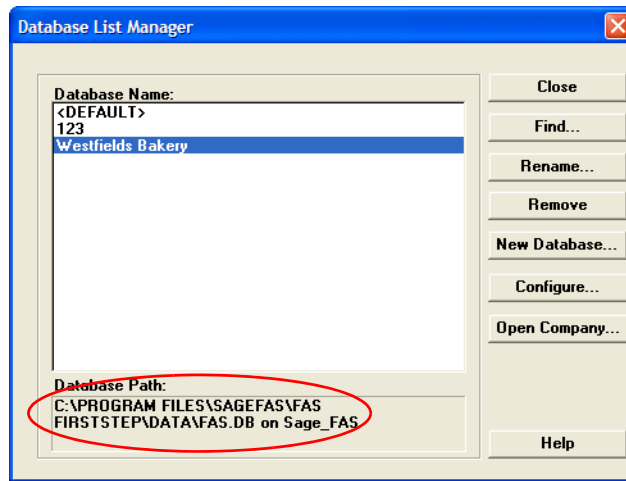 Database List Manager
Database Name:
<DEFAULT>
123
Westfields Bakery
Close
Find...
Rename...
Remove
New Database...
Configure...
Open Company...
Database Path:
C:\PROGRAM FILES\SAGEFAS\FAS
FIRSTSTEP\DATA\FAS.DB on Sage_FAS
Help